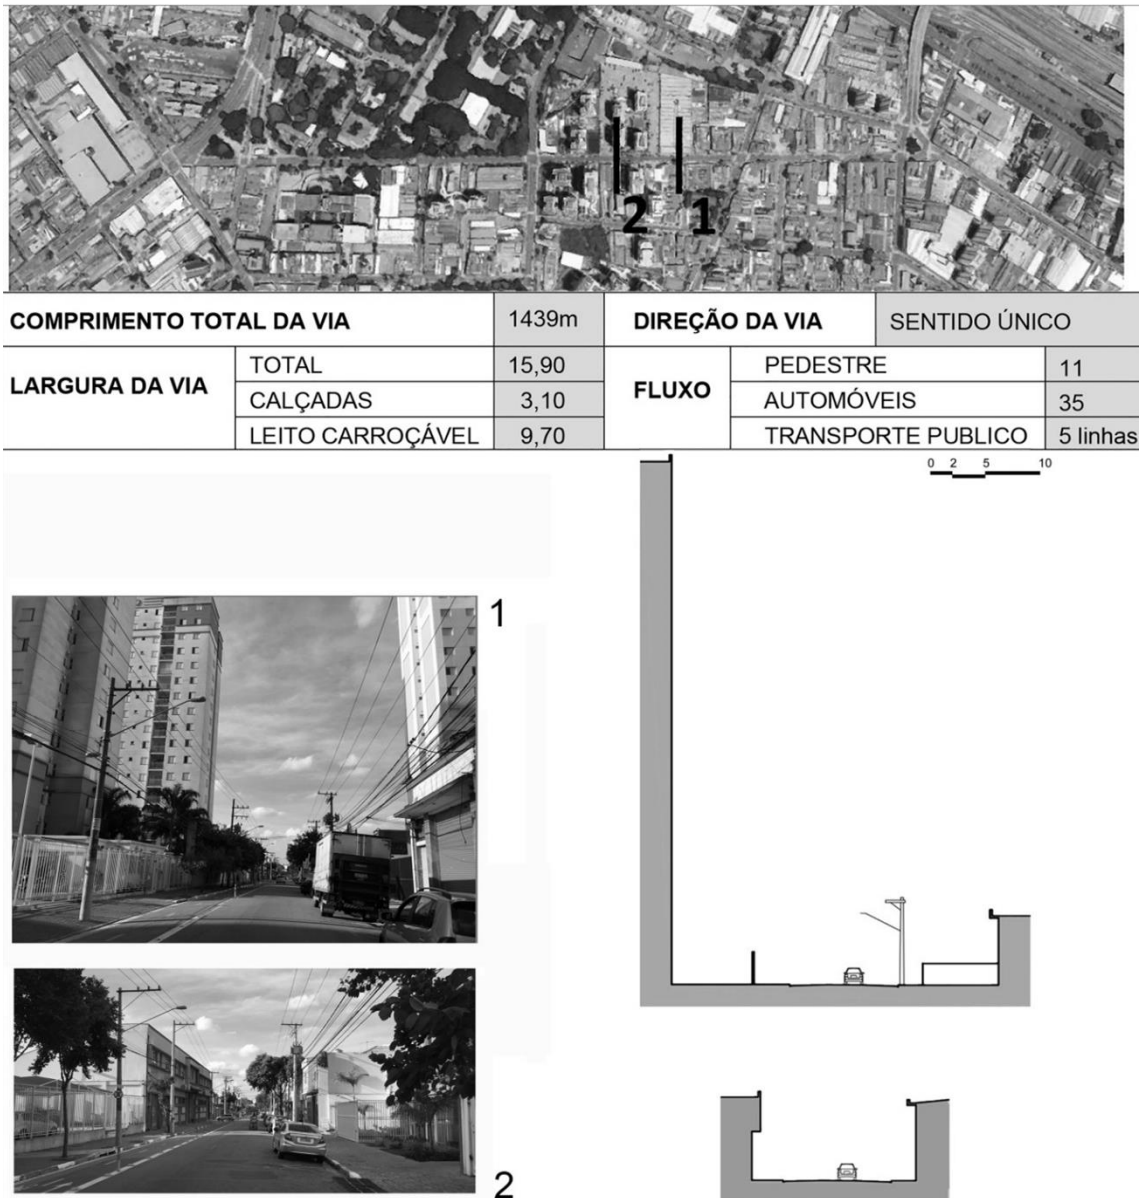 2 1
COMPRIMENTO TOTAL DA VIA 1439m DIREÇÃO DA VIA SENTIDO ÚNICO
LARGURA DA VIA TOTAL 15,90 FLUXO PEDESTRE 11
CALÇADAS 3,10 AUTOMÓVEIS 35
LEITO CARROÇÁVEL 9,70 TRANSPORTE PUBLICO 5 linhas
0 2 5 10
1
2